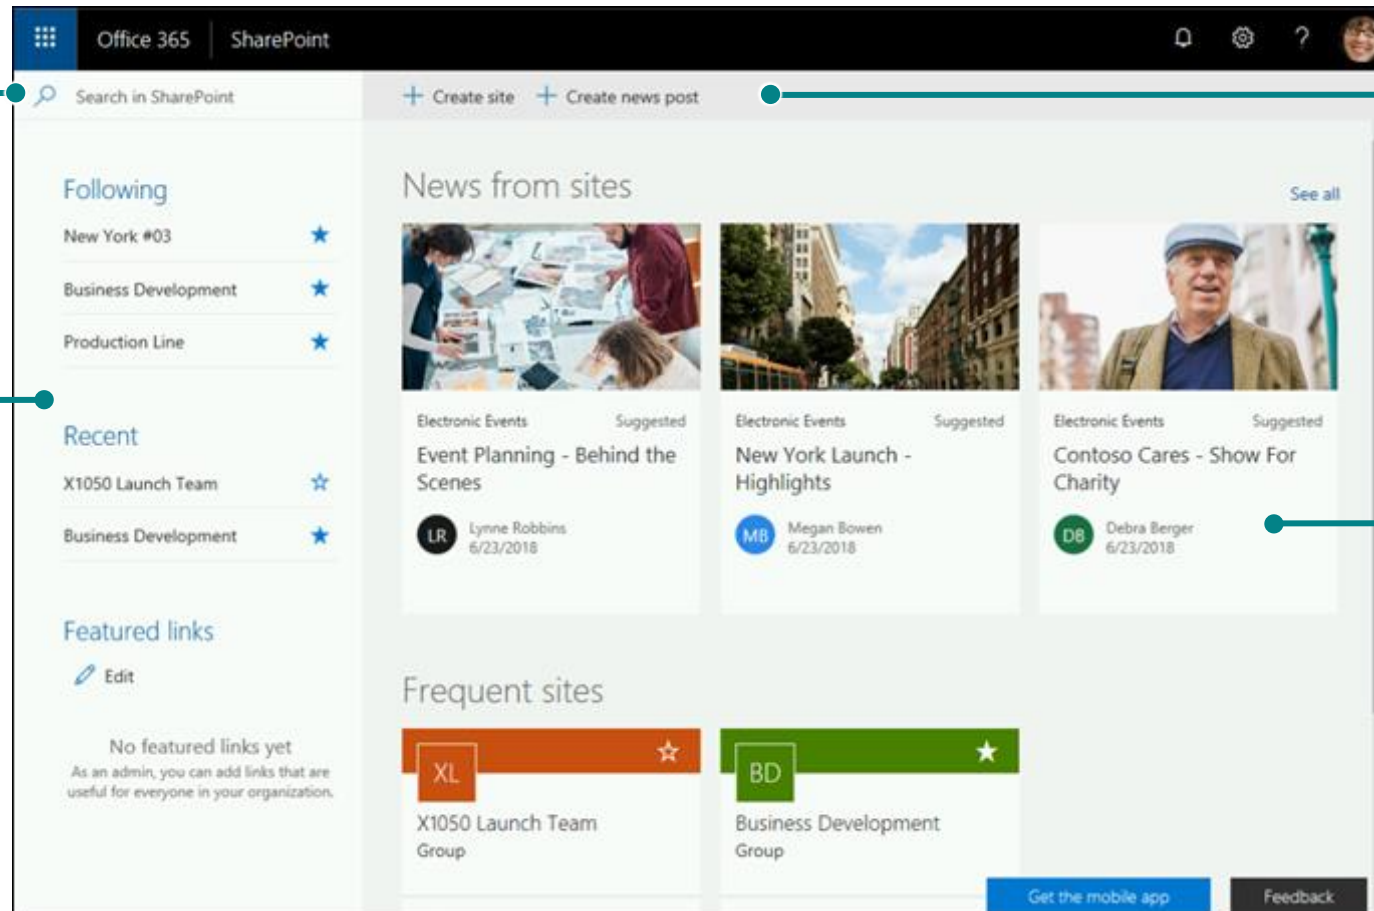 Office 365 SharePoint
?
Search in SharePoint
Create site Create news post
Following
New York #03
Business Development
Production Line
Recent
X1050 Launch Team
Business Development
Featured links
Edit
No featured links yet
As an admin, you can add links that are
useful for everyone in your organization.
News from sites
See all
Electronic Events Suggested
Event Planning - Behind the
Scenes
LR
Lynne Robbins
6/23/2018
Electronic Events Suggested
New York Launch -
Highlights
MB
Megan Bowen
6/23/2018
Electronic Events Suggested
Contoso Cares - Show For
Charity
DB
Debra Berger
6/23/2018
Frequent sites
XL
X1050 Launch Team
Group
BD
Business Development
Group
Get the mobile app
Feedback